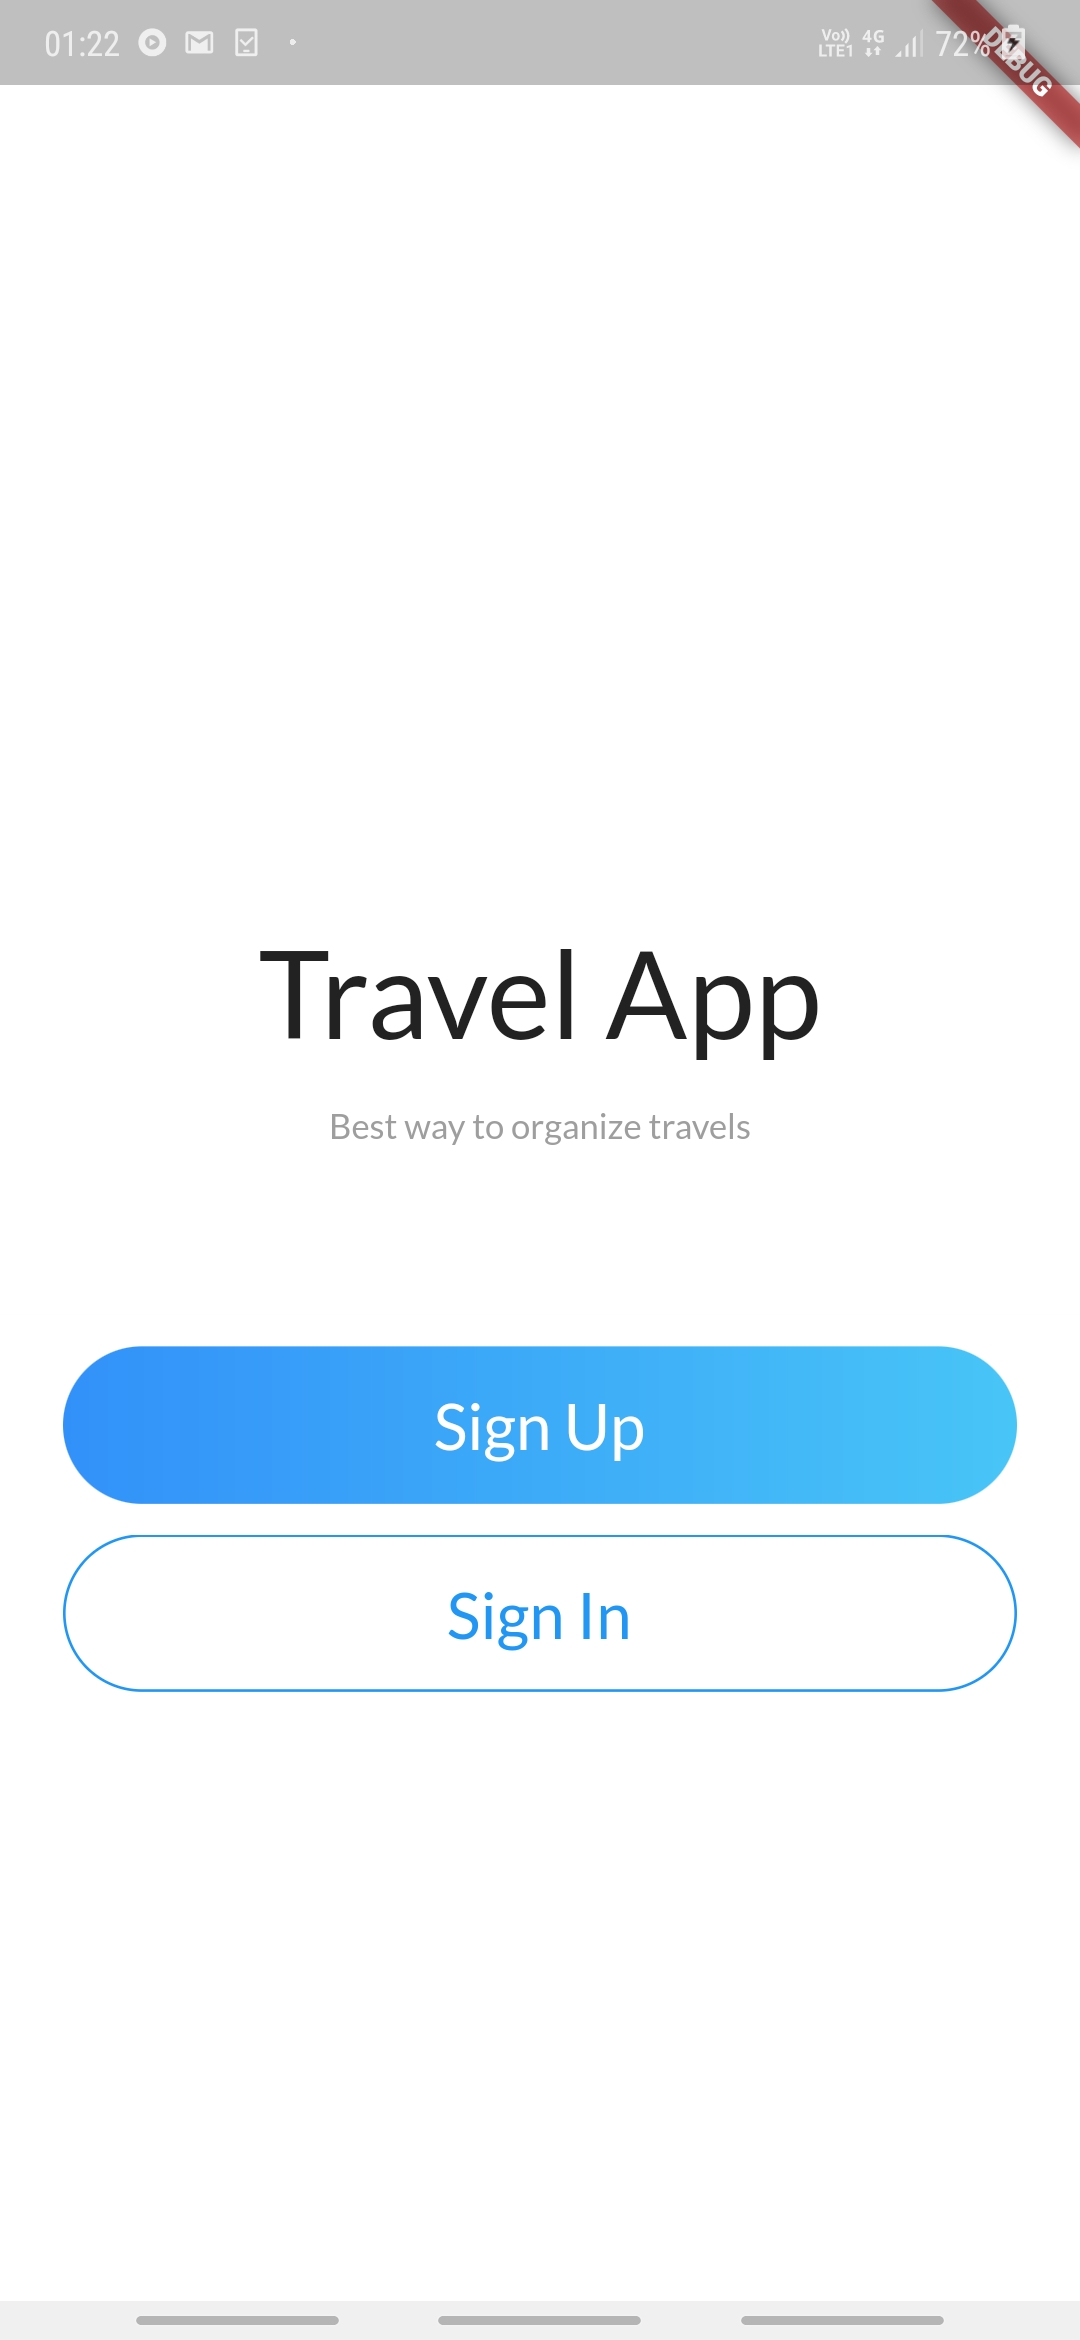 01:22
Vo)) 4G
LTE1
72%
DEBUG
Travel App
Best way to organize travels
Sign Up
Sign In